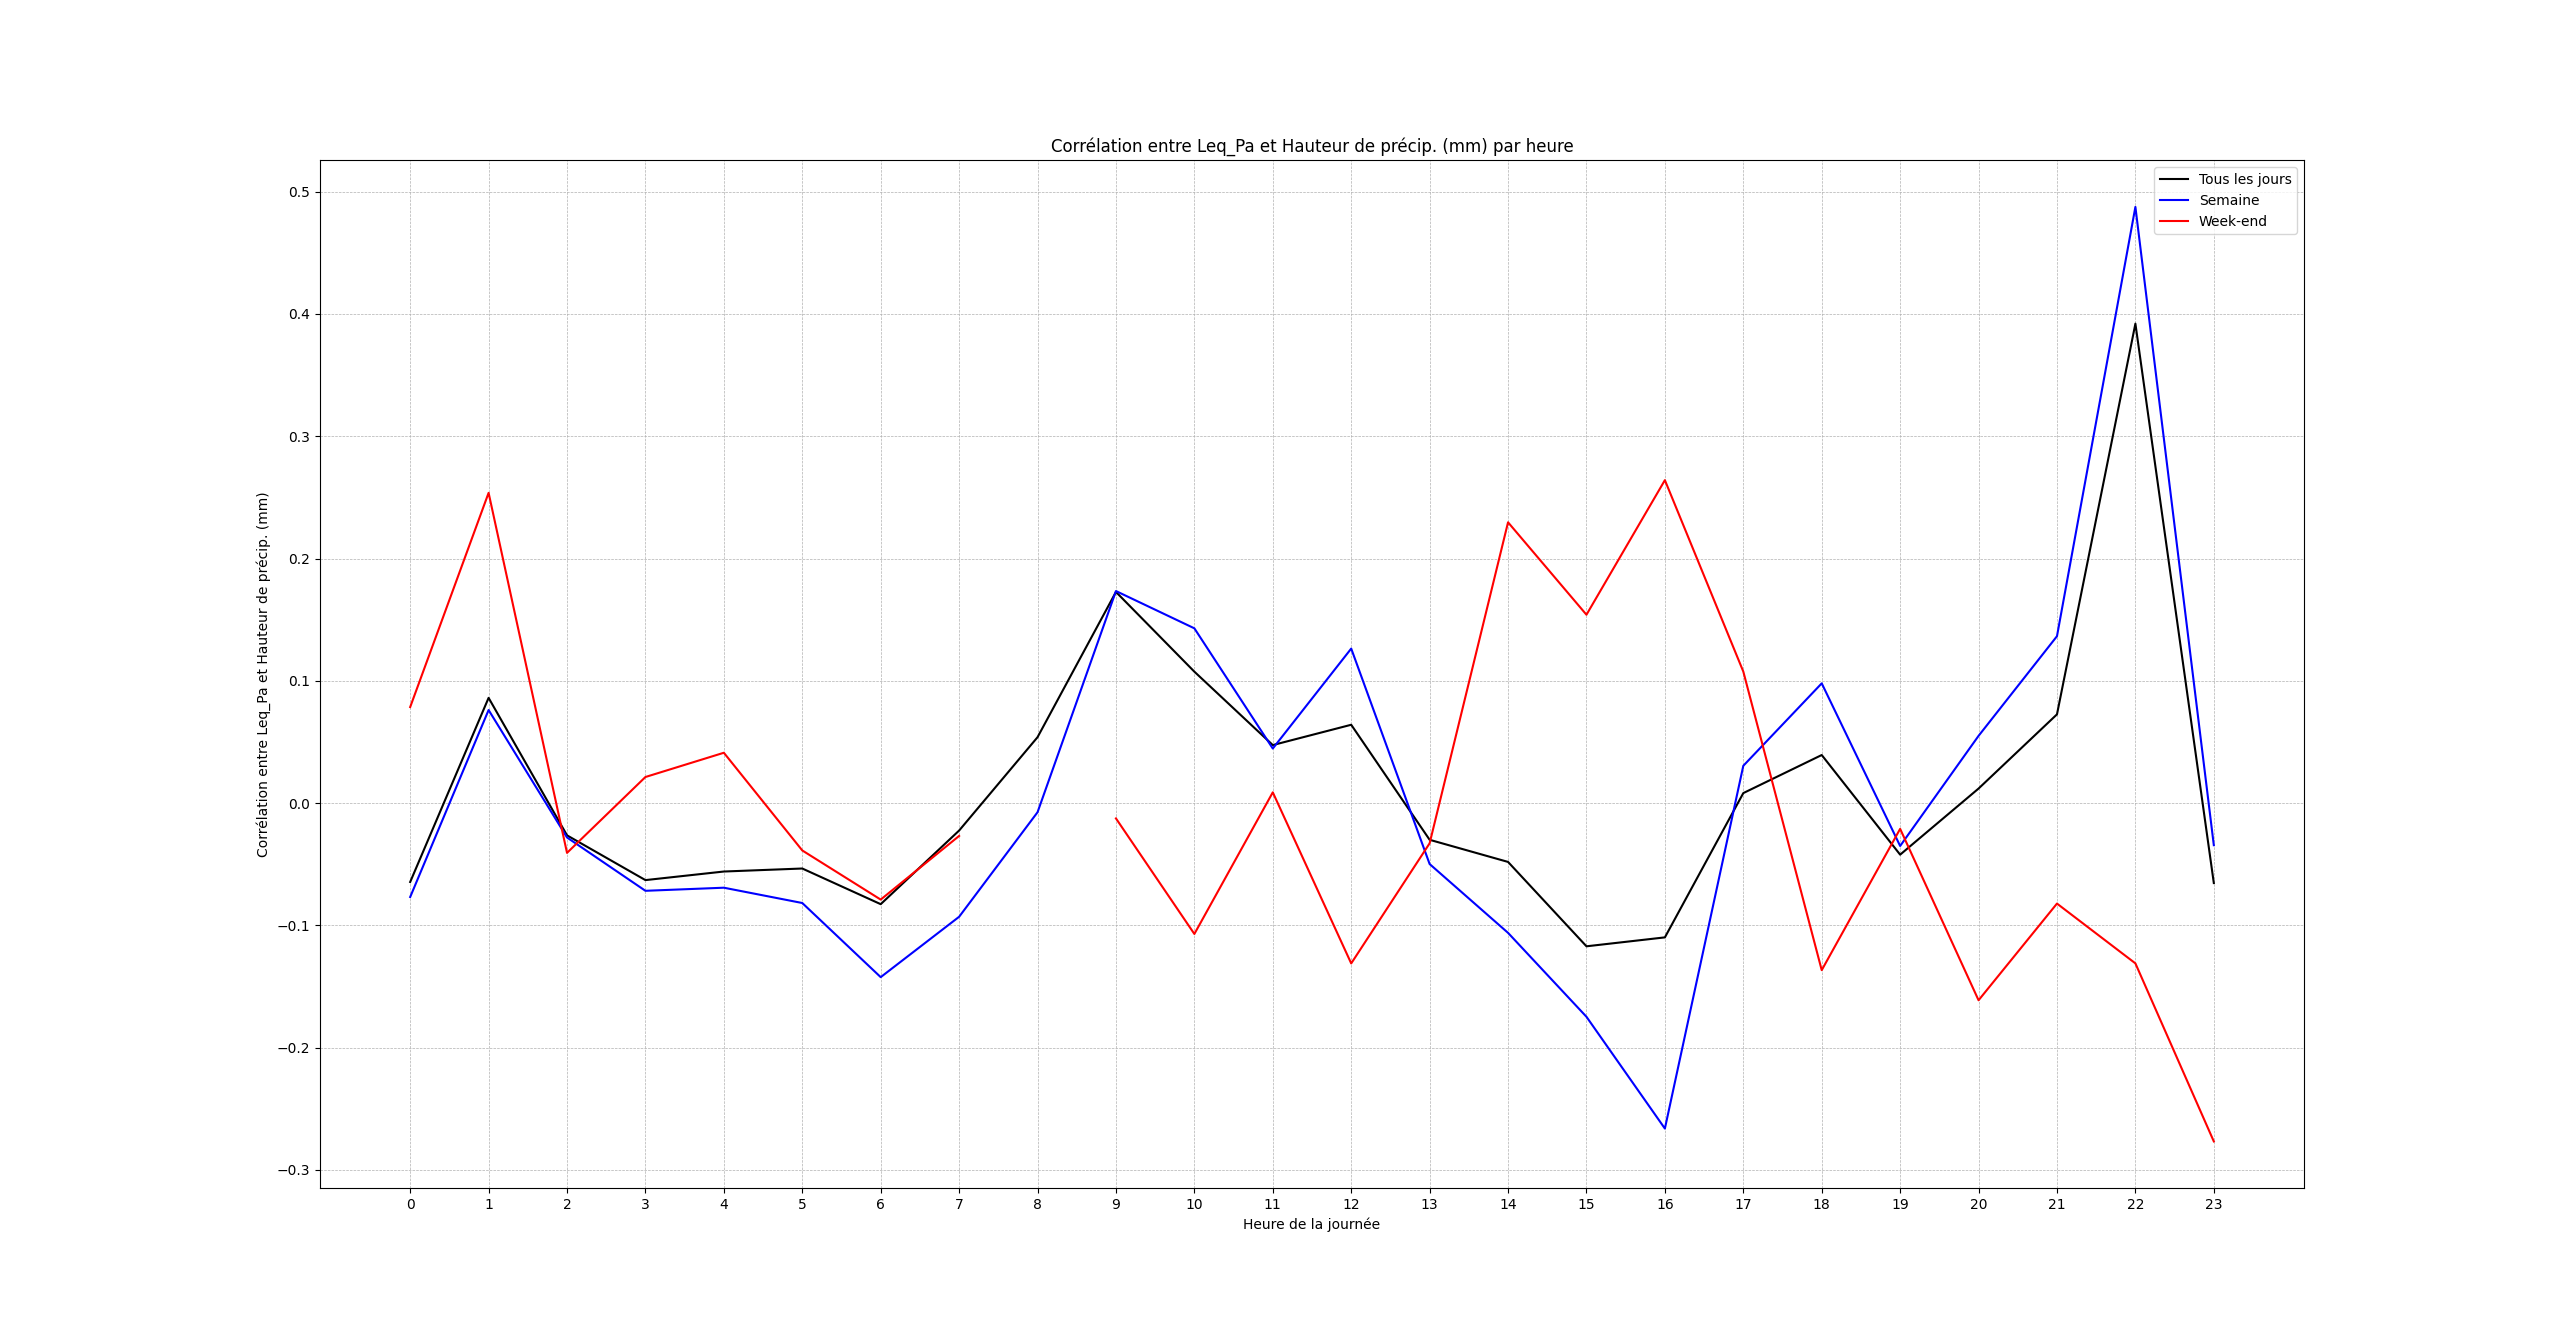 Corrélation entre Leq_Pa et Hauteur de précip. (mm) par heure
Tous les jours
Semaine
Week-end
Corrélation entre Leq_Pa et Hauteur de précip. (mm)
0.5
0.4
0.3
0.2
0.1
0.0
−0.1
−0.2
−0.3
0 1 2 3 4 5 6 7 8 9 10 11 12 13 14 15 16 17 18 19 20 21 22 23
Heure de la journée